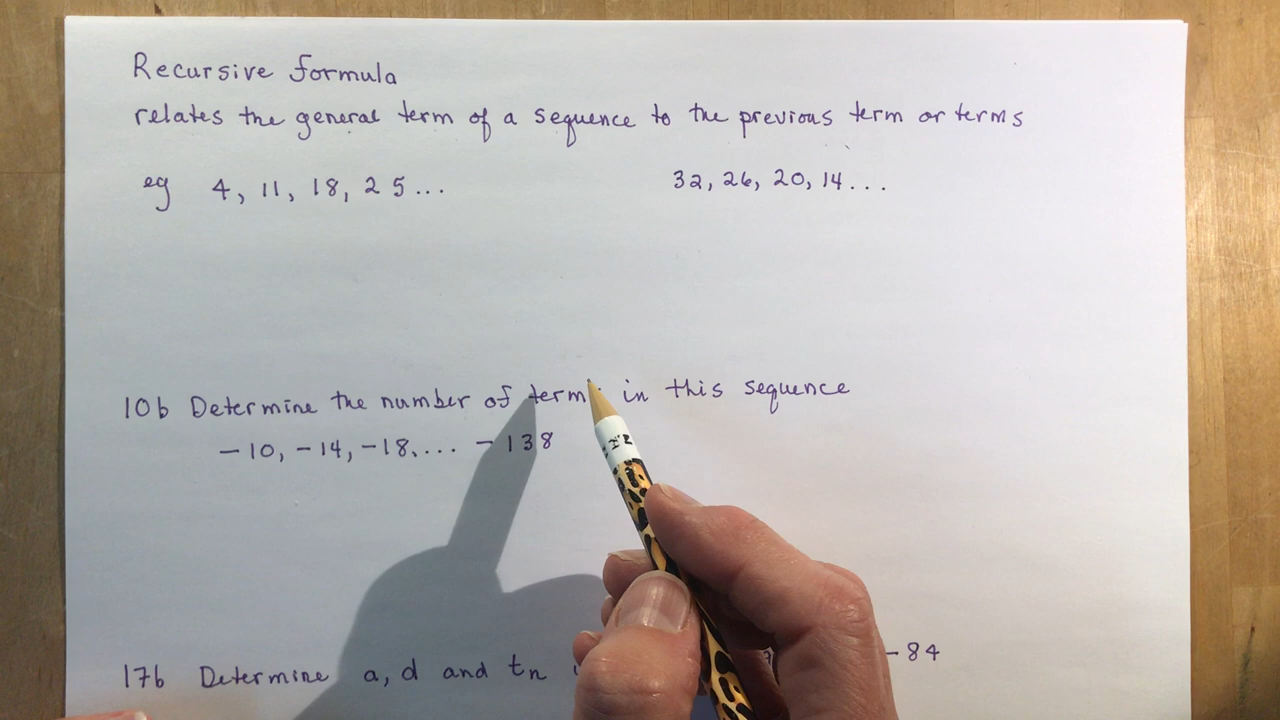 Recursive formula
relates the general term of a sequence to the previous term or terms
eg 4, 11, 18, 25... 32, 26, 20, 14...
10b Determine the number of term in this sequence
-10, -14, -18, ... -138
17b Determine a, d and tn -84